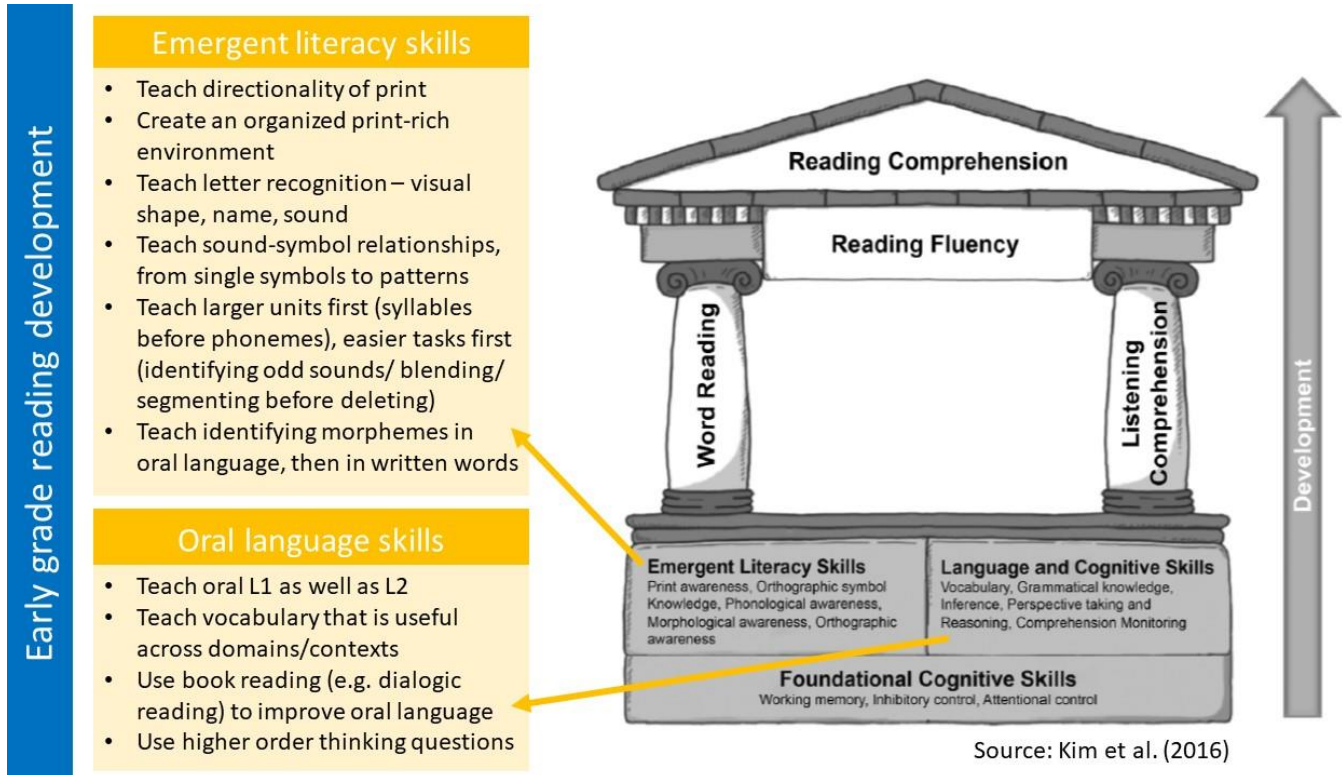 Early grade reading development
Emergent literacy skills
• Teach directionality of print
• Create an organized print-rich
environment
• Teach letter recognition – visual
shape, name, sound
• Teach sound-symbol relationships,
from single symbols to patterns
• Teach larger units first (syllables
before phonemes), easier tasks first
(identifying odd sounds/ blending/
segmenting before deleting)
• Teach identifying morphemes in
oral language, then in written words
Oral language skills
• Teach oral L1 as well as L2
• Teach vocabulary that is useful
across domains/contexts
• Use book reading (e.g. dialogic
reading) to improve oral language
• Use higher order thinking questions
Reading Comprehension
Reading Fluency
Word Reading
Listening
Comprehension
Emergent Literacy Skills
Print awareness, Orthographic symbol
Knowledge, Phonological awareness,
Morphological awareness, Orthographic
awareness
Language and Cognitive Skills
Vocabulary, Grammatical knowledge,
Inference, Perspective taking and
Reasoning, Comprehension Monitoring
Foundational Cognitive Skills
Working memory, Inhibitory control, Attentional control
Development
Source: Kim et al. (2016)